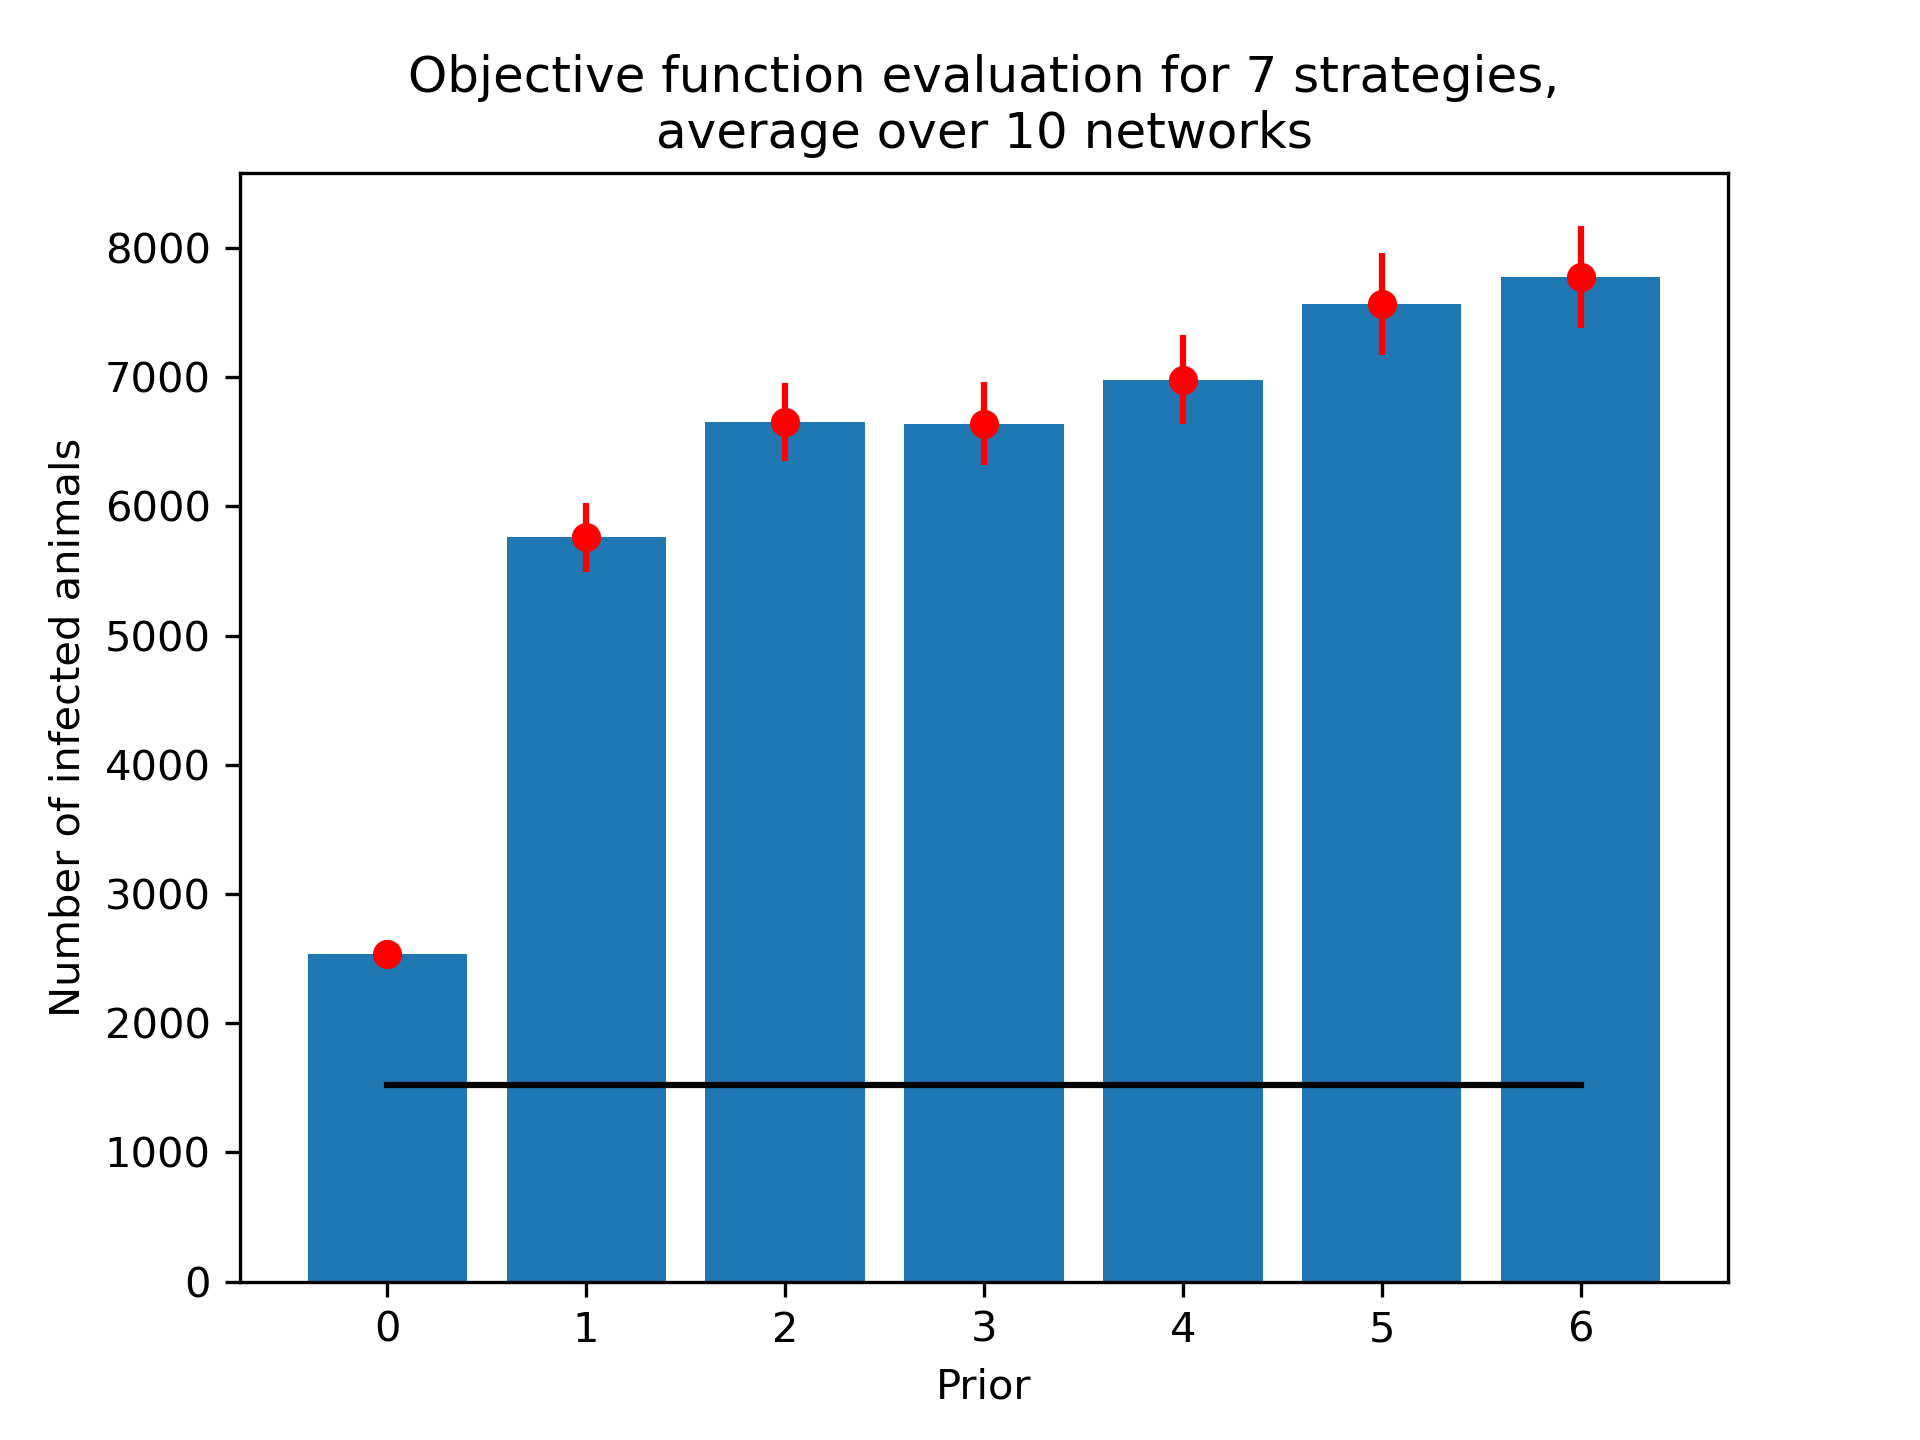 Objective function evaluation for 7 strategies,
average over 10 networks
Number of infected animals
8000
7000
6000
5000
4000
3000
2000
1000
0
0 1 2 3 4 5 6
Prior